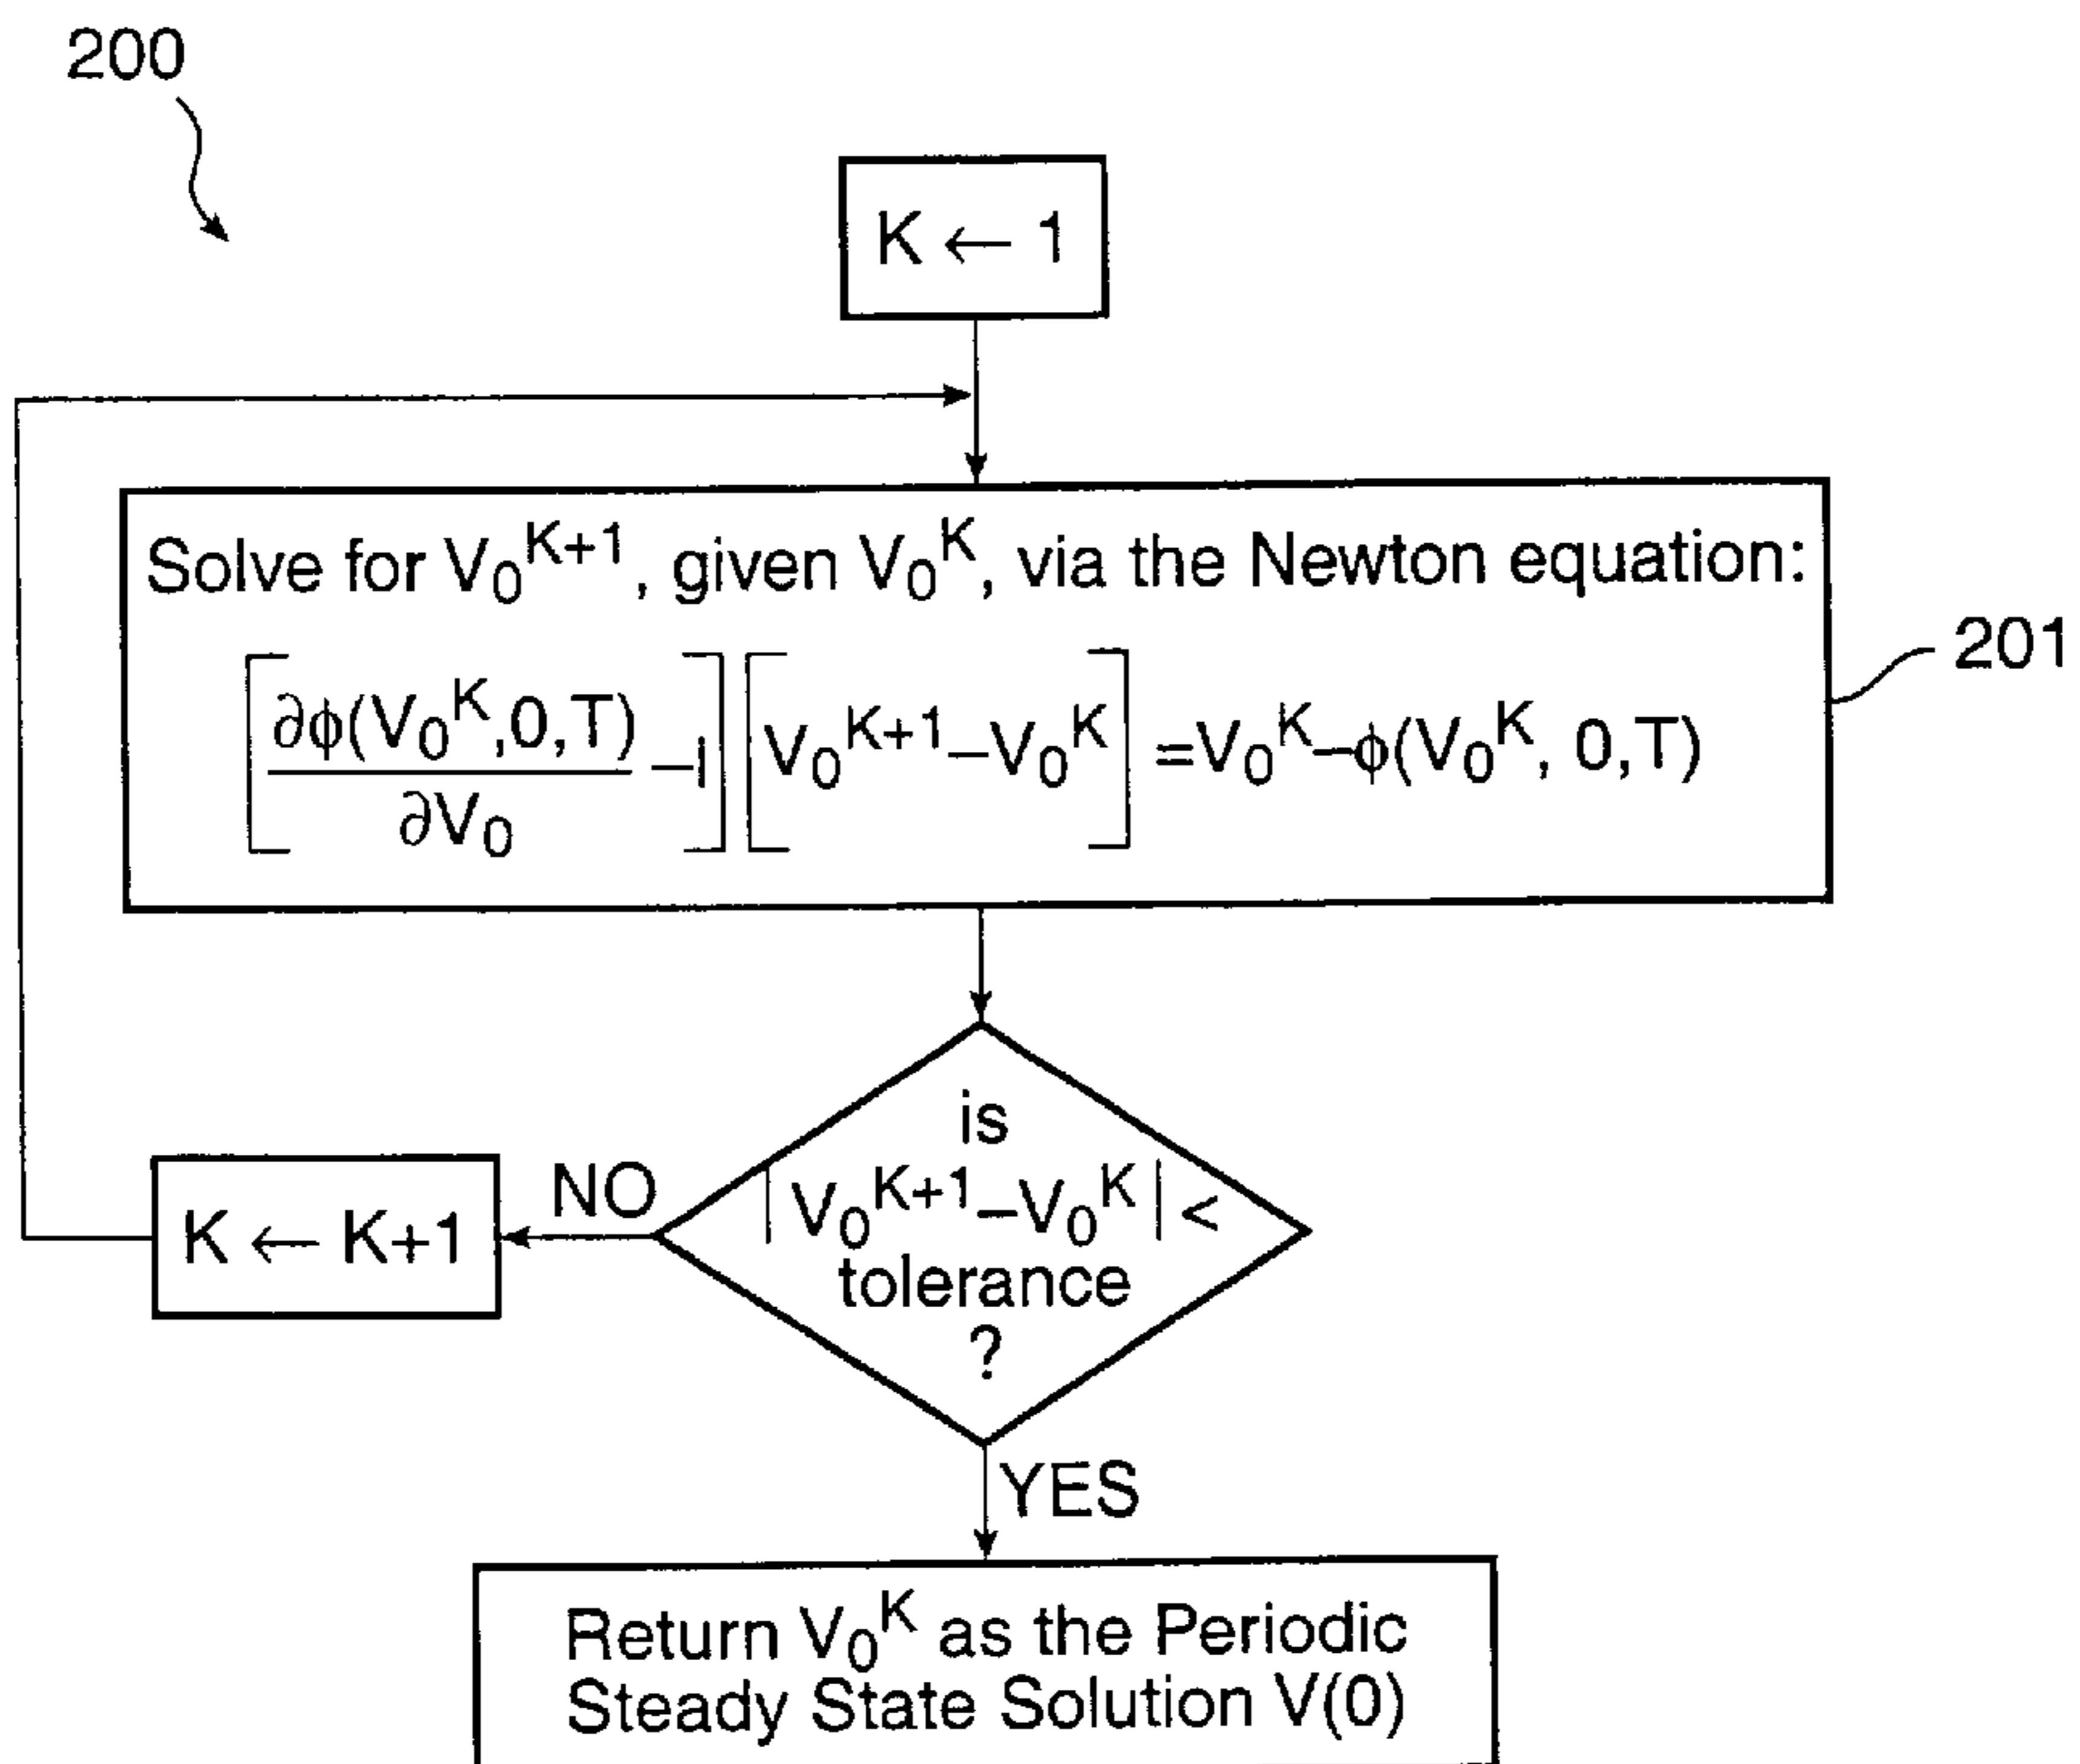 200
K ← 1
Solve for V₀ᴷ⁺¹, given V₀ᴷ, via the Newton equation:
[∂ϕ(V₀ᴷ,0,T)/∂V₀ –I] [V₀ᴷ⁺¹–V₀ᴷ] =V₀ᴷ–ϕ(V₀ᴷ, 0,T)
201
is
| V₀ᴷ⁺¹–V₀ᴷ | <
tolerance
?
NO
K ← K+1
YES
Return V₀ᴷ as the Periodic
Steady State Solution V(0)